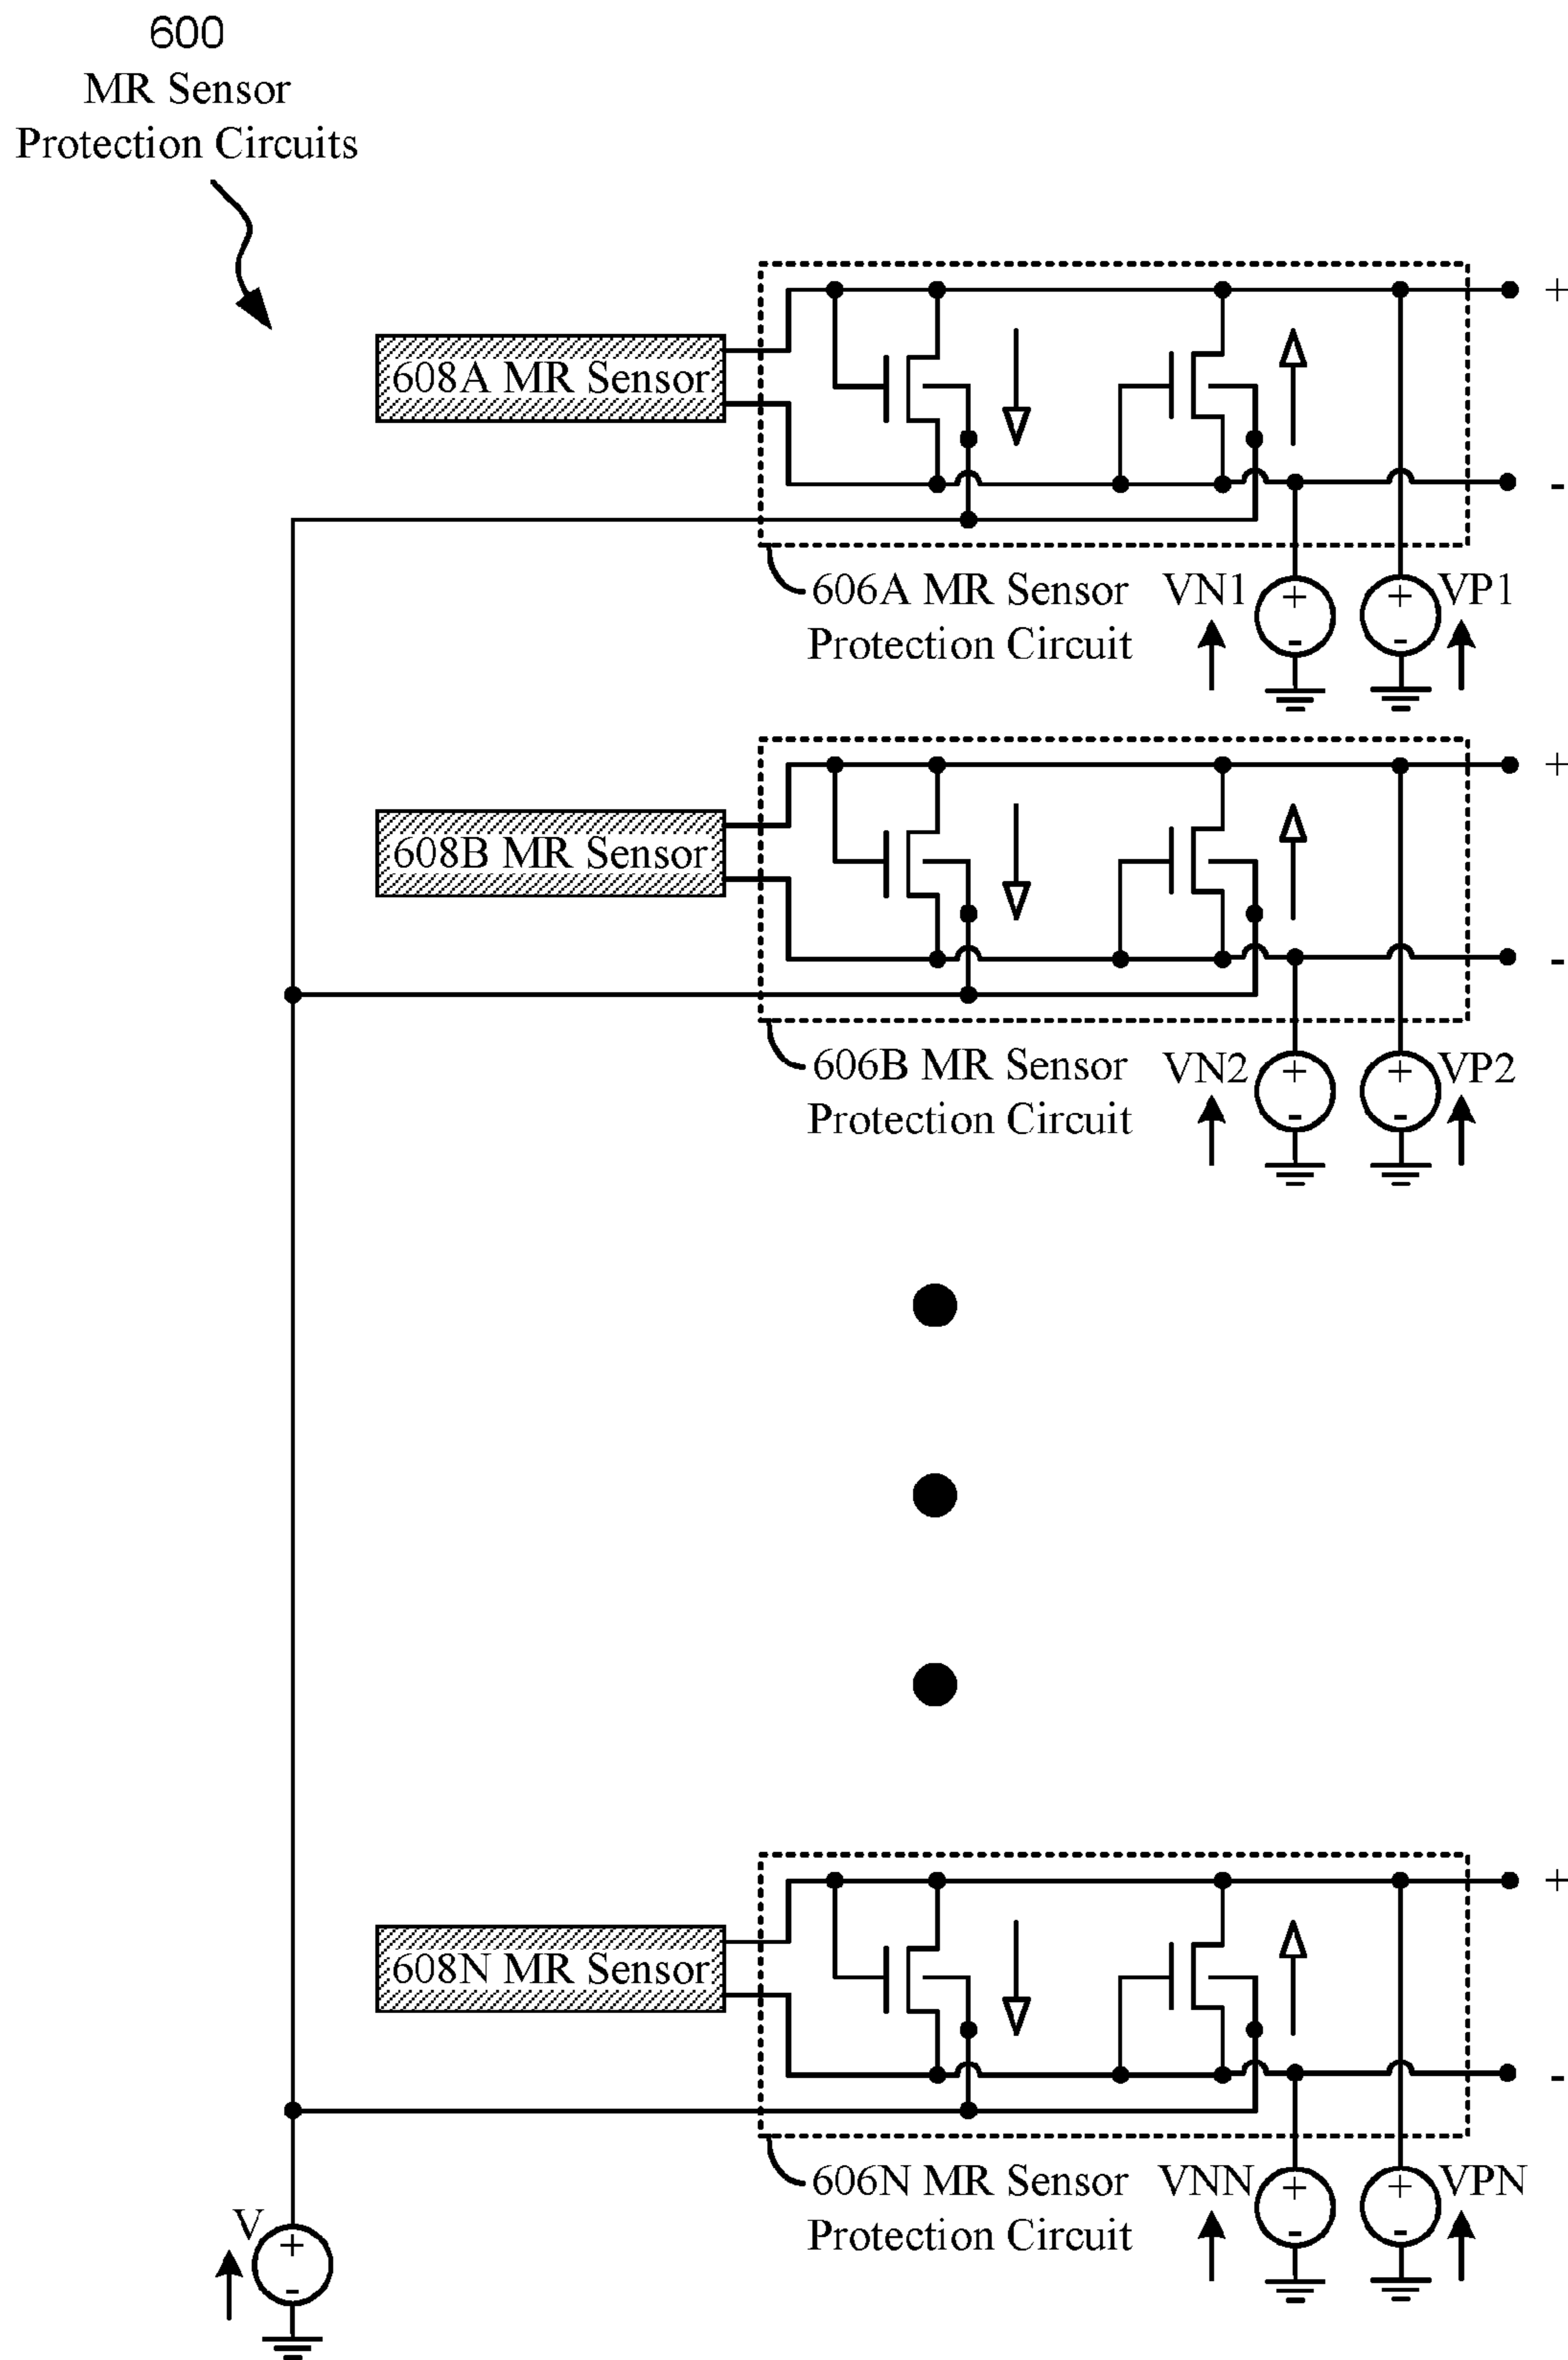 600
MR Sensor
Protection Circuits
+
608A MR Sensor
-
606A MR Sensor
Protection Circuit
VN1
+
-
+
-
VP1
+
608B MR Sensor
-
606B MR Sensor
Protection Circuit
VN2
+
-
+
-
VP2
+
608N MR Sensor
-
606N MR Sensor
Protection Circuit
VNN
+
-
+
-
VPN
V
+
-